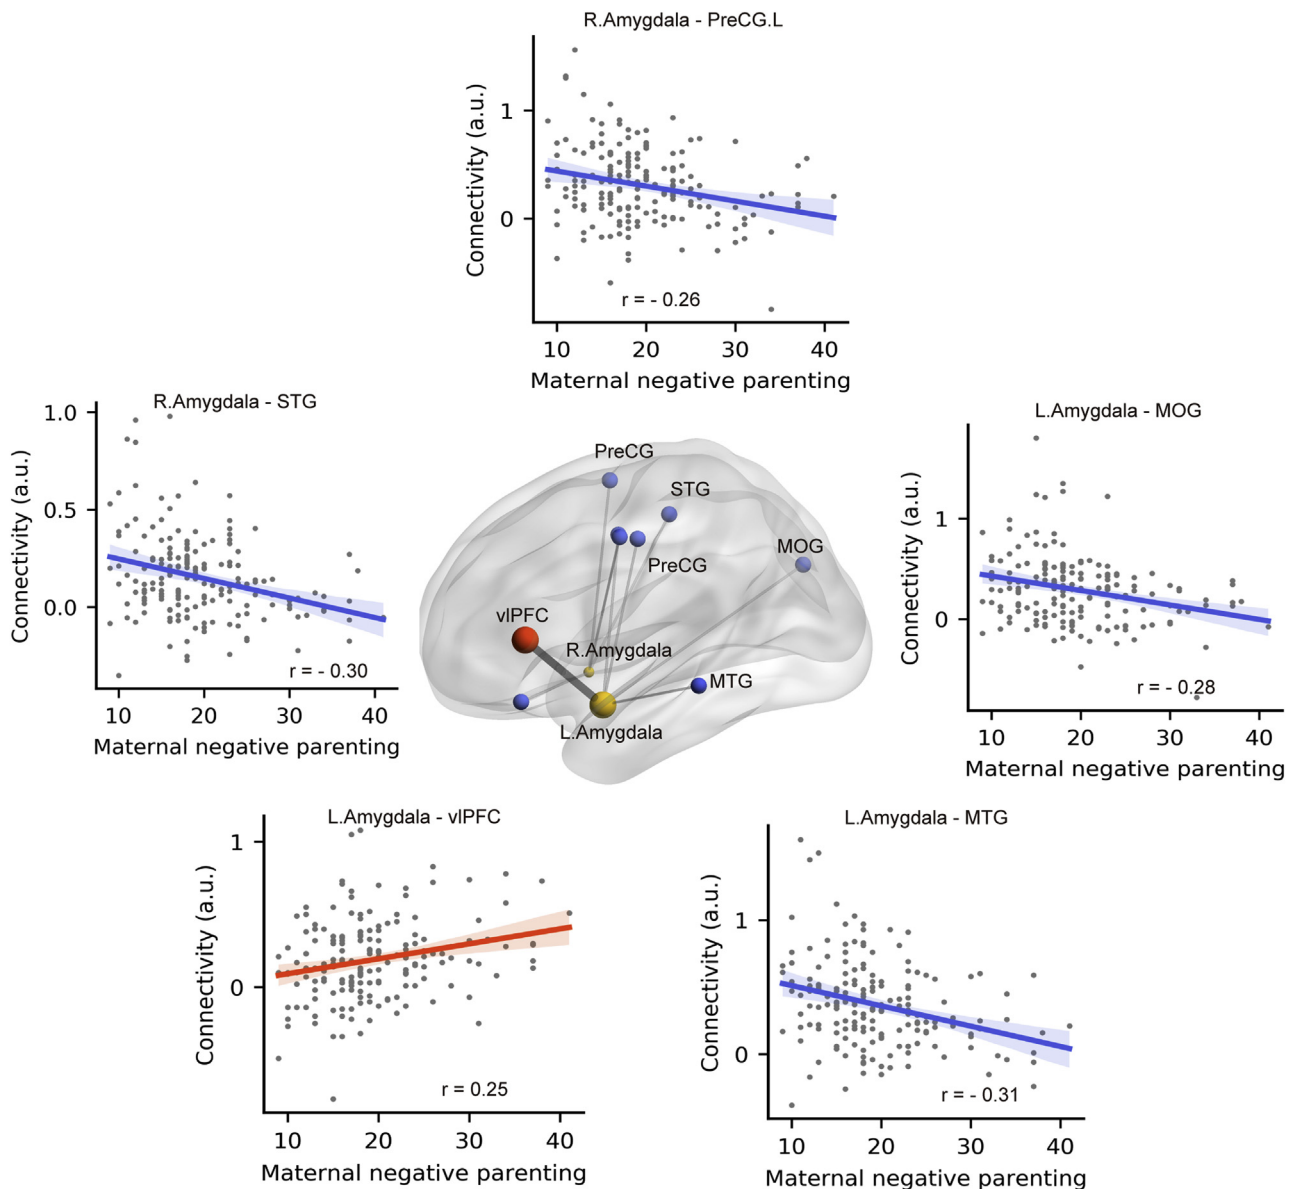 R.Amygdala - PreCG.L
Connectivity (a.u.)
1
0
r = - 0.26
10 20 30 40
Maternal negative parenting
R.Amygdala - STG
Connectivity (a.u.)
1.0
0.5
0.0
r = - 0.30
10 20 30 40
Maternal negative parenting
PreCG
STG
PreCG
MOG
vlPFC
R.Amygdala
MTG
L.Amygdala
L.Amygdala - MOG
Connectivity (a.u.)
1
0
r = - 0.28
10 20 30 40
Maternal negative parenting
L.Amygdala - vlPFC
Connectivity (a.u.)
1
0
r = 0.25
10 20 30 40
Maternal negative parenting
L.Amygdala - MTG
Connectivity (a.u.)
1
0
r = - 0.31
10 20 30 40
Maternal negative parenting